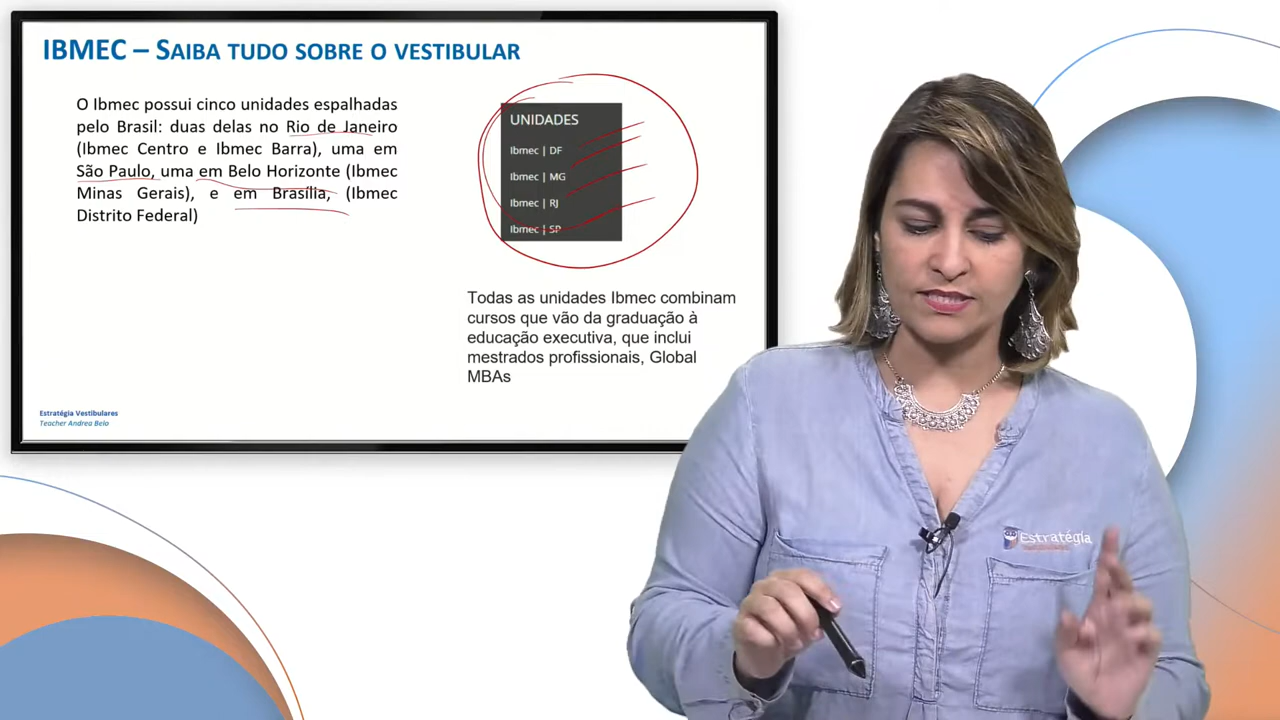 IBMEC – SAIBA TUDO SOBRE O VESTIBULAR
O Ibmec possui cinco unidades espalhadas
pelo Brasil: duas delas no Rio de Janeiro
(Ibmec Centro e Ibmec Barra), uma em
São Paulo, uma em Belo Horizonte (Ibmec
Minas Gerais), e em Brasília, (Ibmec
Distrito Federal)
UNIDADES
Ibmec | DF
Ibmec | MG
Ibmec | RJ
Ibmec | SP
Todas as unidades Ibmec combinam
cursos que vão da graduação à
educação executiva, que inclui
mestrados profissionais, Global
MBAs
Estratégia Vestibulares
Teacher Andrea Belo
Estratégia